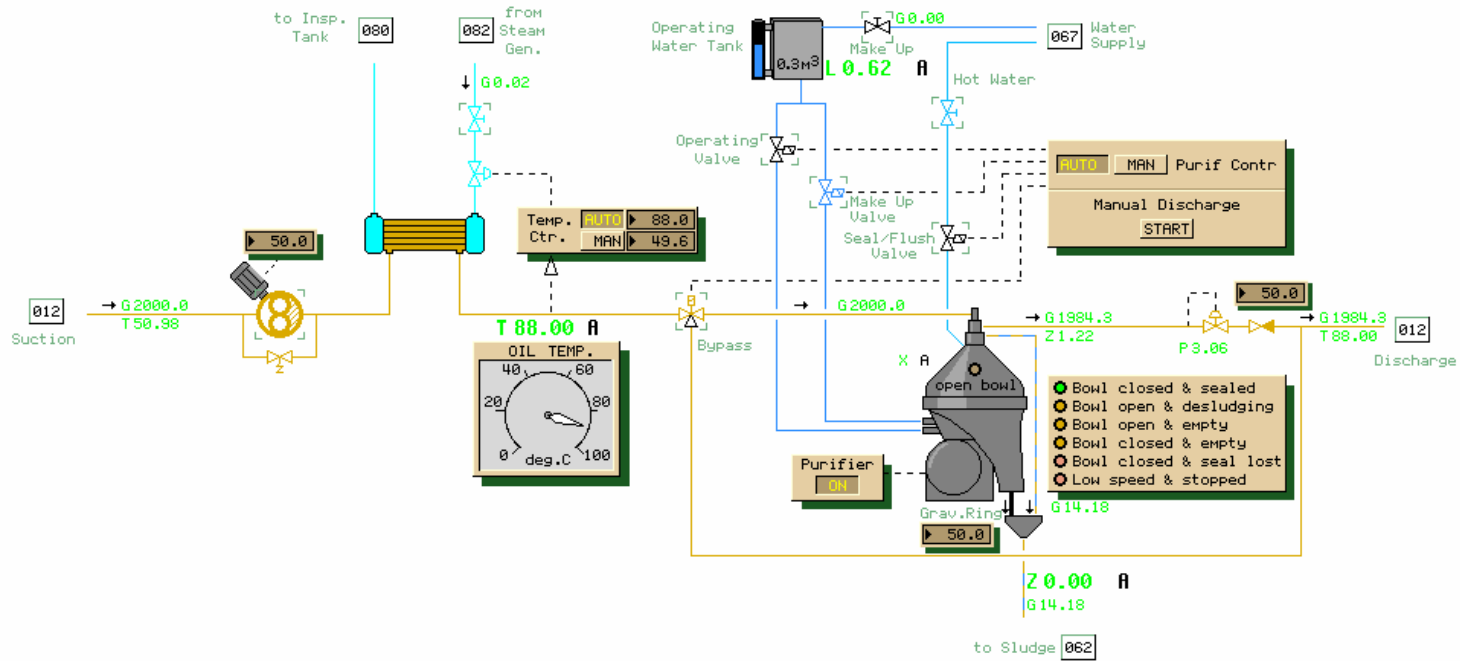 to Insp.
Tank
080
082
from
Steam
Gen.
G0.02
Operating
Water Tank
0.3M3
G0.00
Make Up
L 0.62 A
067
Water
Supply
Hot Water
Operating
Valve
Make Up
Valve
Seal/Flush
Valve
AUTO
MAN
Purif Contr
Manual Discharge
START
Temp.
Ctr.
AUTO
88.0
MAN
49.6
50.0
012
Suction
G2000.0
T50.98
Z
T 88.00 A
OIL TEMP.
0
20
40
60
80
100
deg.C
0
Bypass
G2000.0
X A
open bowl
G1984.3
Z1.22
P3.06
50.0
G1984.3
T88.00
012
Discharge
Bowl closed & sealed
Bowl open & desludging
Bowl open & empty
Bowl closed & empty
Bowl closed & seal lost
Low speed & stopped
Purifier
ON
Grav.Ring
50.0
G14.18
Z 0.00 A
G14.18
to Sludge
062